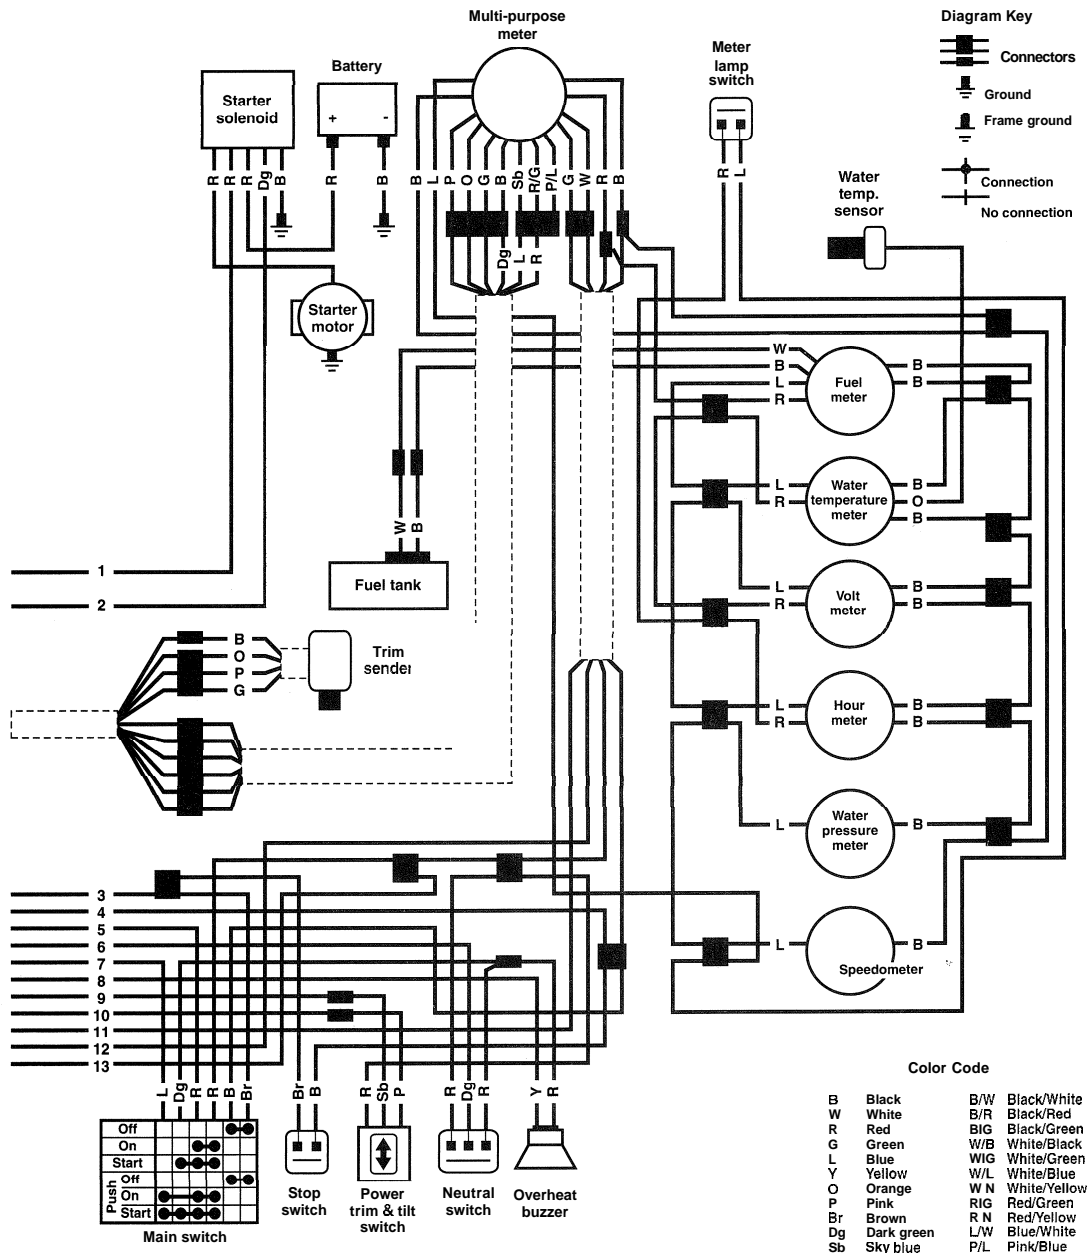 Multi-purpose
meter
Diagram Key
Connectors
Ground
Frame ground
Connection
No connection
Meter
lamp
switch
Battery
+ -
Starter
solenoid
Water
temp.
sensor
R R R Dg B R B B L P O G B Sb R/G P/L G W R B
R L
Dg L R
Starter
motor
W
B
L
R
Fuel
meter
B
B
W B
Fuel tank
L
R
Water
temperature
meter
B
O
B
1
2
L
R
Volt
meter
B
B
B
O
P
G
Trim
sender
L
R
Hour
meter
B
B
L
Water
pressure
meter
B
L
Speedometer
B
3
4
5
6
7
8
9
10
11
12
13
L Dg R R B Br Br B R Sb P R Dg R Y R
Off
On
Start
Push
Off
On
Start
Main switch
Stop
switch
Power
trim & tilt
switch
Neutral
switch
Overheat
buzzer
Color Code
B Black B/W Black/White
W White B/R Black/Red
R Red BIG Black/Green
G Green W/B White/Black
L Blue WIG White/Green
Y Yellow W/L White/Blue
O Orange W N White/Yellow
P Pink RIG Red/Green
Br Brown R N Red/Yellow
Dg Dark green L/W Blue/White
Sb Sky blue P/L Pink/Blue